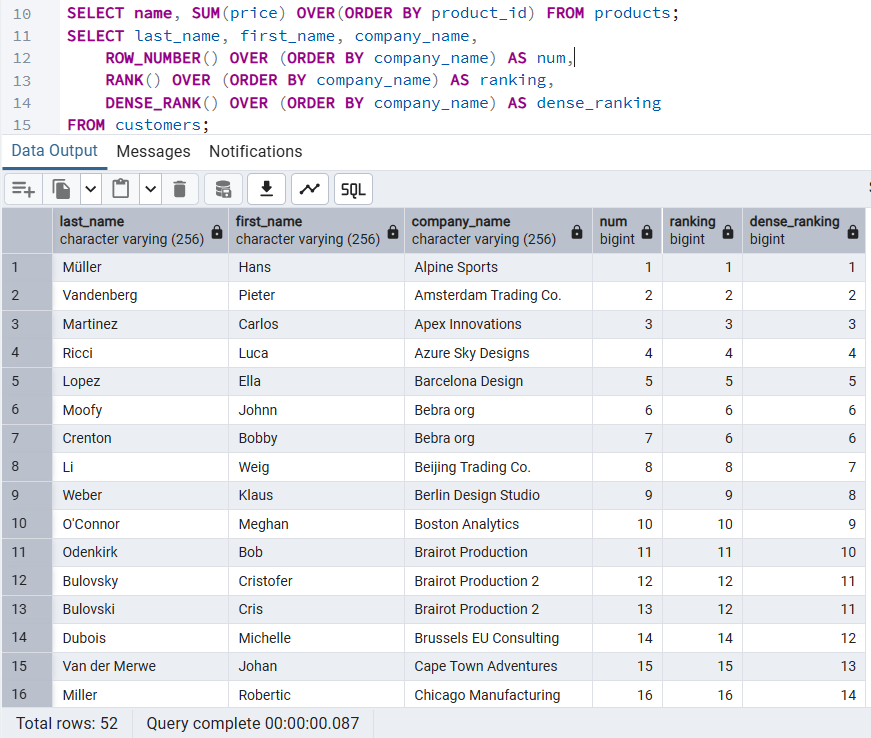 10 SELECT name, SUM(price) OVER(ORDER BY product_id) FROM products;
11 SELECT last_name, first_name, company_name,
12 ROW_NUMBER() OVER (ORDER BY company_name) AS num,
13 RANK() OVER (ORDER BY company_name) AS ranking,
14 DENSE_RANK() OVER (ORDER BY company_name) AS dense_ranking
15 FROM customers;
Data Output Messages Notifications
SQL
last_name first_name company_name num ranking dense_ranking
character varying (256) character varying (256) character varying (256) bigint bigint bigint
1 Müller Hans Alpine Sports 1 1 1
2 Vandenberg Pieter Amsterdam Trading Co. 2 2 2
3 Martinez Carlos Apex Innovations 3 3 3
4 Ricci Luca Azure Sky Designs 4 4 4
5 Lopez Ella Barcelona Design 5 5 5
6 Moofy Johnn Bebra org 6 6 6
7 Crenton Bobby Bebra org 7 6 6
8 Li Weig Beijing Trading Co. 8 8 7
9 Weber Klaus Berlin Design Studio 9 9 8
10 O'Connor Meghan Boston Analytics 10 10 9
11 Odenkirk Bob Brairot Production 11 11 10
12 Bulovsky Cristofer Brairot Production 2 12 12 11
13 Bulovski Cris Brairot Production 2 13 12 11
14 Dubois Michelle Brussels EU Consulting 14 14 12
15 Van der Merwe Johan Cape Town Adventures 15 15 13
16 Miller Robertic Chicago Manufacturing 16 16 14
Total rows: 52 Query complete 00:00:00.087